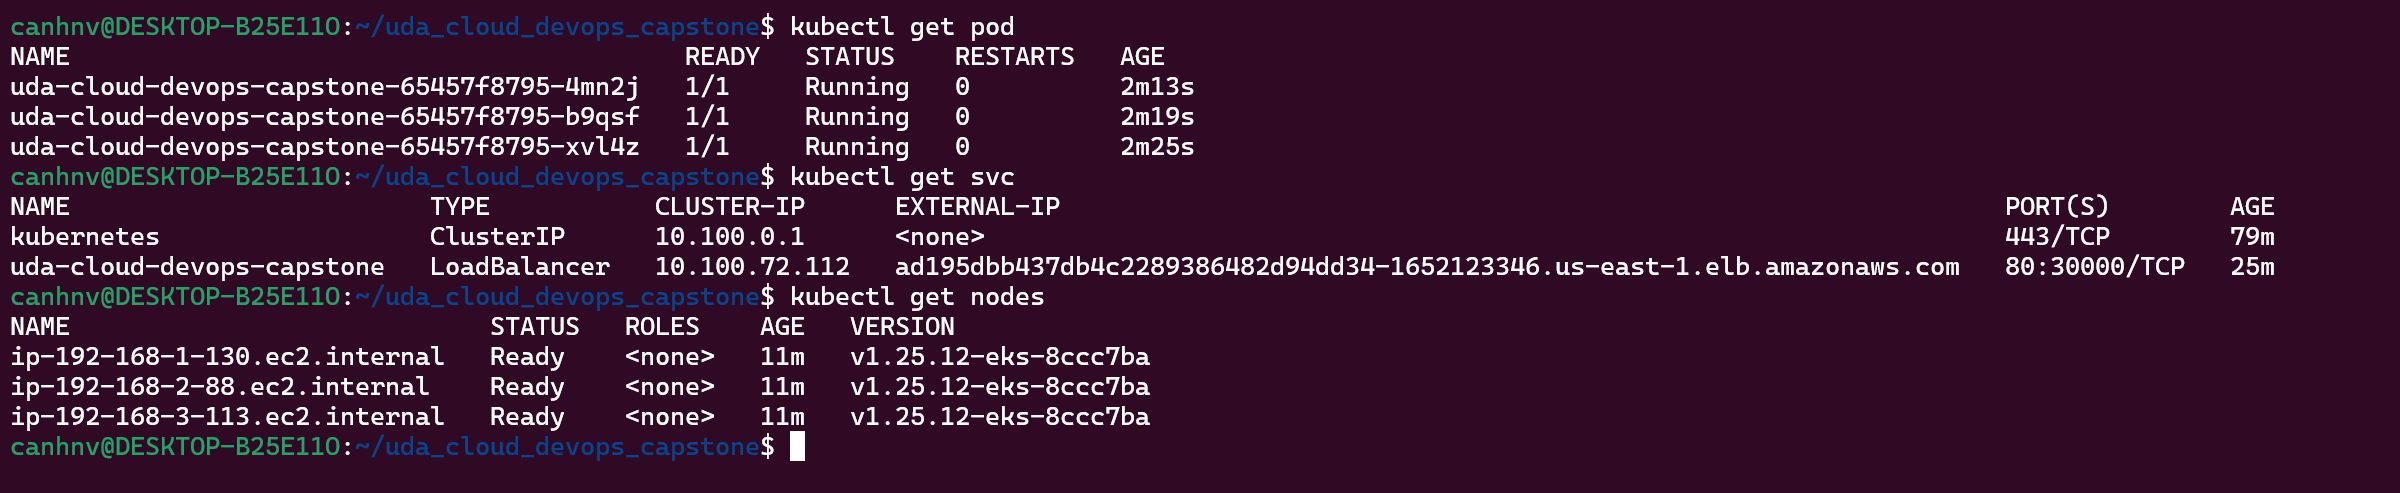 canhnv@DESKTOP-B25E11O:~/uda_cloud_devops_capstone$ kubectl get pod
NAME                                         READY   STATUS    RESTARTS   AGE
uda-cloud-devops-capstone-65457f8795-4mn2j   1/1     Running   0          2m13s
uda-cloud-devops-capstone-65457f8795-b9qsf   1/1     Running   0          2m19s
uda-cloud-devops-capstone-65457f8795-xvl4z   1/1     Running   0          2m25s
canhnv@DESKTOP-B25E11O:~/uda_cloud_devops_capstone$ kubectl get svc
NAME                        TYPE           CLUSTER-IP      EXTERNAL-IP                                                               PORT(S)        AGE
kubernetes                  ClusterIP      10.100.0.1      <none>                                                                    443/TCP        79m
uda-cloud-devops-capstone   LoadBalancer   10.100.72.112   ad195dbb437db4c2289386482d94dd34-1652123346.us-east-1.elb.amazonaws.com   80:30000/TCP   25m
canhnv@DESKTOP-B25E11O:~/uda_cloud_devops_capstone$ kubectl get nodes
NAME                            STATUS   ROLES    AGE   VERSION
ip-192-168-1-130.ec2.internal   Ready    <none>   11m   v1.25.12-eks-8ccc7ba
ip-192-168-2-88.ec2.internal    Ready    <none>   11m   v1.25.12-eks-8ccc7ba
ip-192-168-3-113.ec2.internal   Ready    <none>   11m   v1.25.12-eks-8ccc7ba
canhnv@DESKTOP-B25E11O:~/uda_cloud_devops_capstone$